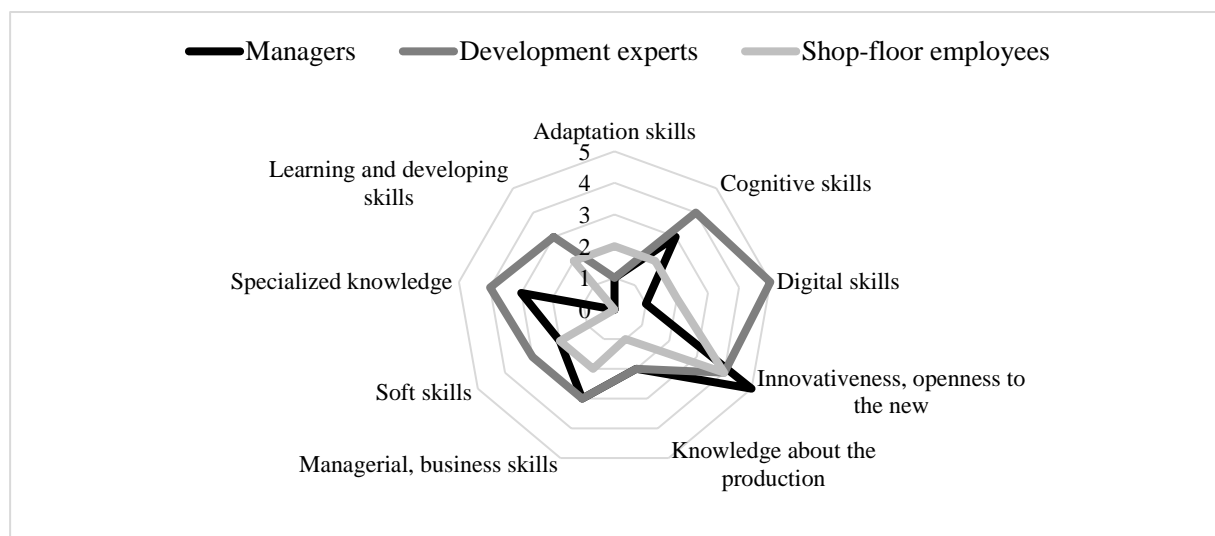 Managers Development experts Shop-floor employees
Adaptation skills
5
Learning and developing
skills
4
Cognitive skills
3
2
Specialized knowledge
1
Digital skills
0
Innovativeness, openness to
the new
Soft skills
Knowledge about the
production
Managerial, business skills